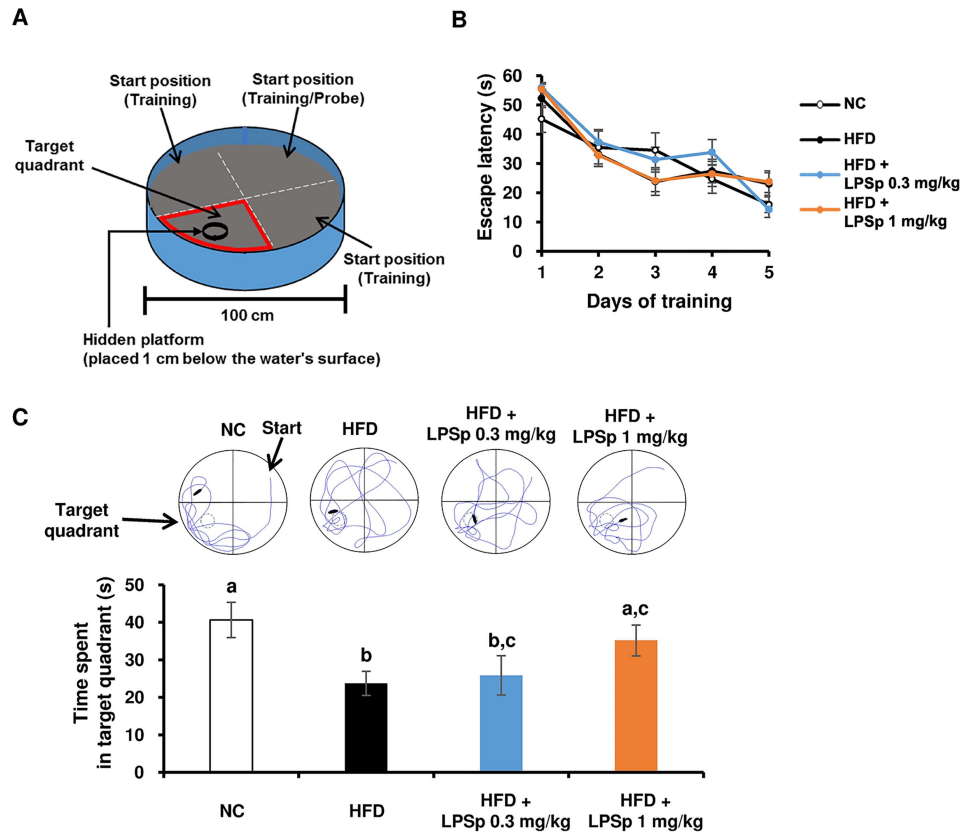 A
Start position
(Training)
Start position
(Training/Probe)
Target
quadrant
Start position
(Training)
100 cm
Hidden platform
(placed 1 cm below the water's surface)
B
Escape latency (s)
60
50
40
30
20
10
0
1 2 3 4 5
Days of training
NC
HFD
HFD +
LPSp 0.3 mg/kg
HFD +
LPSp 1 mg/kg
C
NC
Start
HFD
HFD +
LPSp 0.3 mg/kg
HFD +
LPSp 1 mg/kg
Target
quadrant
Time spent
in target quadrant (s)
50
40
30
20
10
0
a
b
b,c
a,c
NC
HFD
HFD +
LPSp 0.3 mg/kg
HFD +
LPSp 1 mg/kg